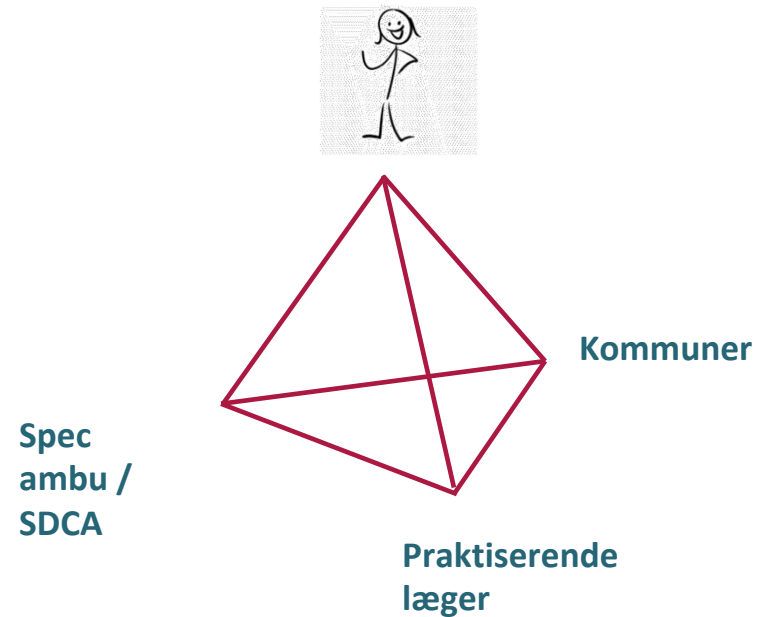 Kommuner
Spec
ambu /
SDCA
Praktiserende
læger